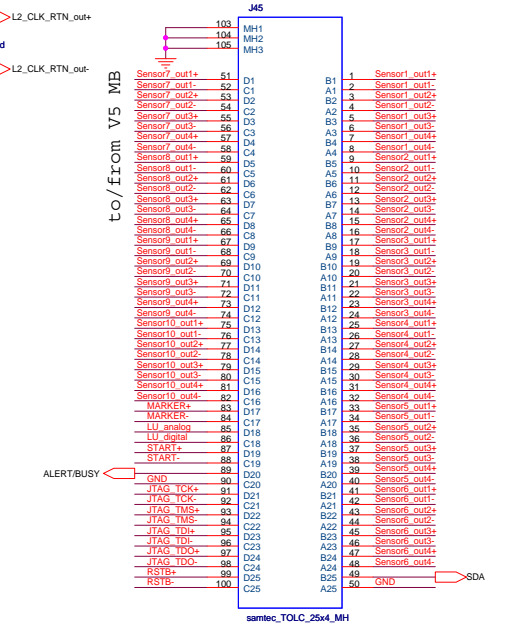 J45
L2_CLK_RTN_out+
d
L2_CLK_RTN_out-
103 MH1
104 MH2
105 MH3
to/from V5 MB
Sensor7_out1+ 51 D1 B1 1 Sensor1_out1+
Sensor7_out1- 52 C1 A1 2 Sensor1_out1-
Sensor7_out2+ 53 D2 B2 3 Sensor1_out2+
Sensor7_out2- 54 C2 A2 4 Sensor1_out2-
Sensor7_out3+ 55 D3 B3 5 Sensor1_out3+
Sensor7_out3- 56 C3 A3 6 Sensor1_out3-
Sensor7_out4+ 57 D4 B4 7 Sensor1_out4+
Sensor7_out4- 58 C4 A4 8 Sensor1_out4-
Sensor8_out1+ 59 D5 B5 9 Sensor2_out1+
Sensor8_out1- 60 C5 A5 10 Sensor2_out1-
Sensor8_out2+ 61 D6 B6 11 Sensor2_out2+
Sensor8_out2- 62 C6 A6 12 Sensor2_out2-
Sensor8_out3+ 63 D7 B7 13 Sensor2_out3+
Sensor8_out3- 64 C7 A7 14 Sensor2_out3-
Sensor8_out4+ 65 D8 B8 15 Sensor2_out4+
Sensor8_out4- 66 C8 A8 16 Sensor2_out4-
Sensor9_out1+ 67 D9 B9 17 Sensor3_out1+
Sensor9_out1- 68 C9 A9 18 Sensor3_out1-
Sensor9_out2+ 69 D10 B10 19 Sensor3_out2+
Sensor9_out2- 70 C10 A10 20 Sensor3_out2-
Sensor9_out3+ 71 D11 B11 21 Sensor3_out3+
Sensor9_out3- 72 C11 A11 22 Sensor3_out3-
Sensor9_out4+ 73 D12 B12 23 Sensor3_out4+
Sensor9_out4- 74 C12 A12 24 Sensor3_out4-
Sensor10_out1+ 75 D13 B13 25 Sensor4_out1+
Sensor10_out1- 76 C13 A13 26 Sensor4_out1-
Sensor10_out2+ 77 D14 B14 27 Sensor4_out2+
Sensor10_out2- 78 C14 A14 28 Sensor4_out2-
Sensor10_out3+ 79 D15 B15 29 Sensor4_out3+
Sensor10_out3- 80 C15 A15 30 Sensor4_out3-
Sensor10_out4+ 81 D16 B16 31 Sensor4_out4+
Sensor10_out4- 82 C16 A16 32 Sensor4_out4-
MARKER+ 83 D17 B17 33 Sensor5_out1+
MARKER- 84 C17 A17 34 Sensor5_out1-
LU_analog 85 D18 B18 35 Sensor5_out2+
LU_digital 86 C18 A18 36 Sensor5_out2-
START+ 87 D19 B19 37 Sensor5_out3+
START- 88 C19 A19 38 Sensor5_out3-
ALERT/BUSY 89 D20 B20 39 Sensor5_out4+
GND 90 C20 A20 40 Sensor5_out4-
JTAG_TCK+ 91 D21 B21 41 Sensor6_out1+
JTAG_TCK- 92 C21 A21 42 Sensor6_out1-
JTAG_TMS+ 93 D22 B22 43 Sensor6_out2+
JTAG_TMS- 94 C22 A22 44 Sensor6_out2-
JTAG_TDI+ 95 D23 B23 45 Sensor6_out3+
JTAG_TDI- 96 C23 A23 46 Sensor6_out3-
JTAG_TDO+ 97 D24 B24 47 Sensor6_out4+
JTAG_TDO- 98 C24 A24 48 Sensor6_out4-
RSTB+ 99 D25 B25 49 SDA
RSTB- 100 C25 A25 50 GND
samtec_TOLC_25x4_MH